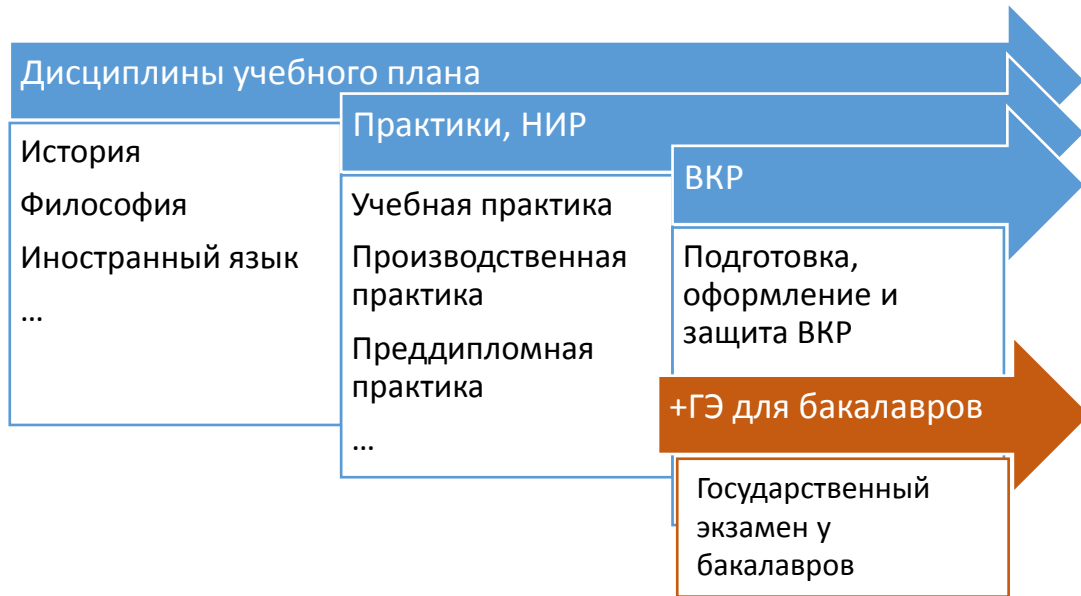 Дисциплины учебного плана
История
Философия
Иностранный язык
...
Практики, НИР
Учебная практика
Производственная
практика
Преддипломная
практика
...
ВКР
Подготовка,
оформление и
защита ВКР
+ГЭ для бакалавров
Государственный
экзамен у
бакалавров